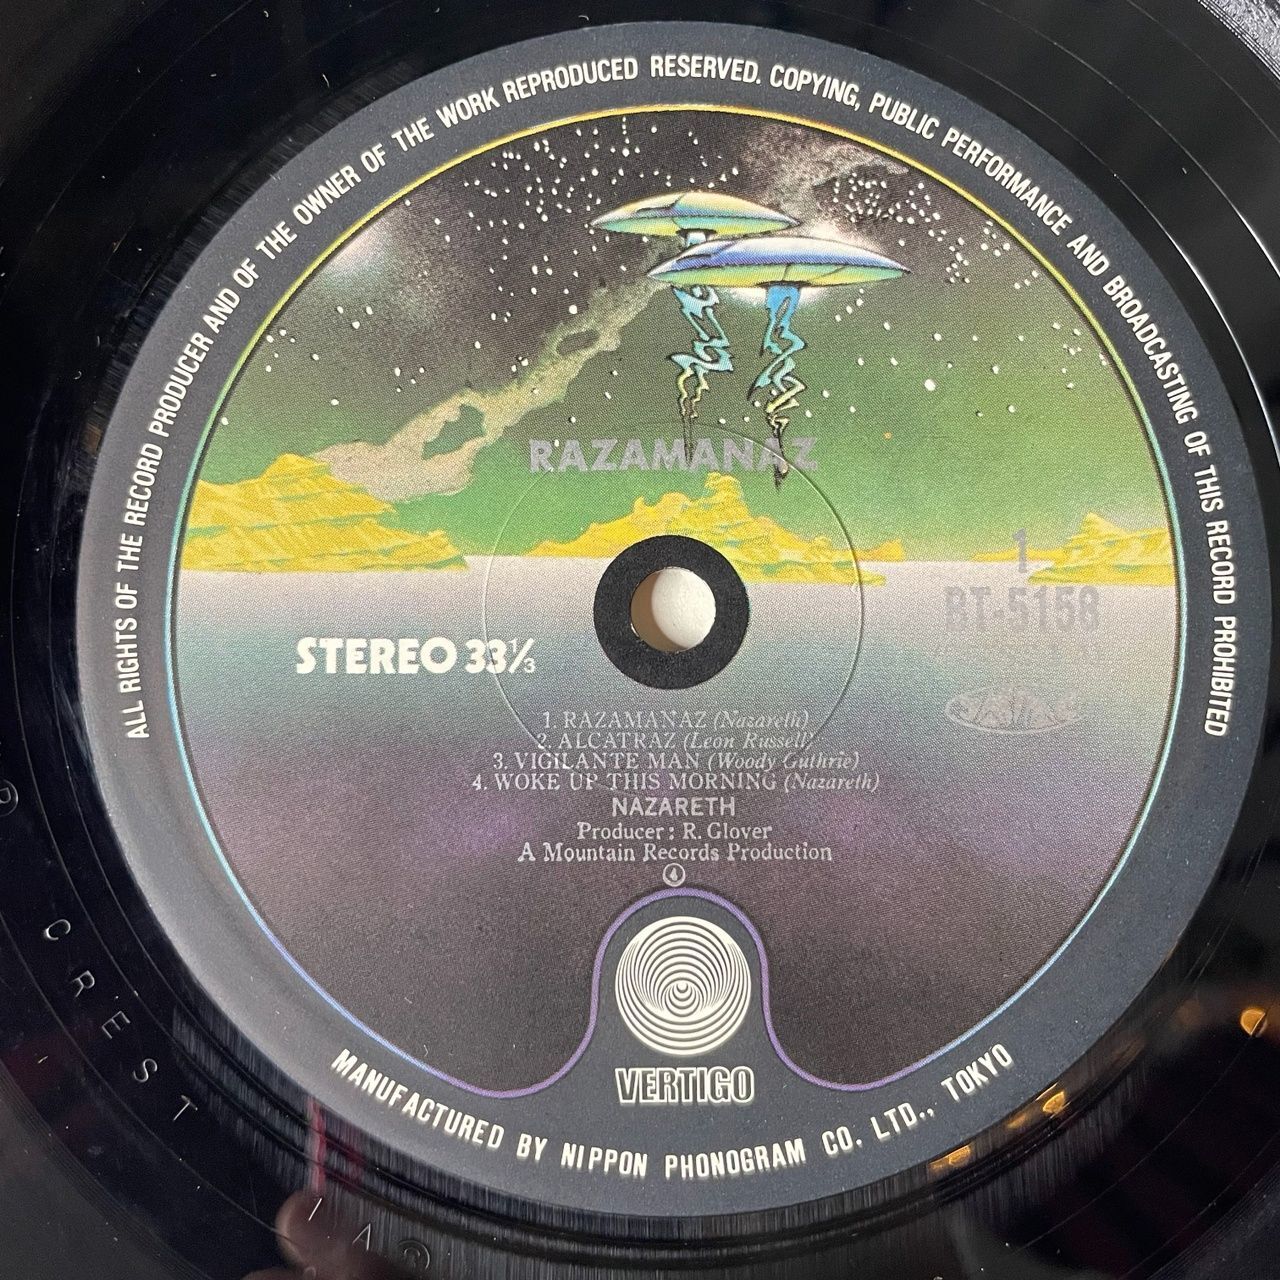 ALL RIGHTS OF THE RECORD PRODUCER AND OF THE OWNER OF THE WORK REPRODUCED RESERVED. COPYING, PUBLIC PERFORMANCE AND BROADCASTING OF THIS RECORD PROHIBITED
RAZAMANAZ
1
BT-5158
STEREO 33⅓
1. RAZAMANAZ (Nazareth)
2. ALCATRAZ (Leon Russell)
3. VIGILANTE MAN (Woody Guthrie)
4. WOKE UP THIS MORNING (Nazareth)
NAZARETH
Producer: R. Glover
A Mountain Records Production
④
VERTIGO
MANUFACTURED BY NIPPON PHONOGRAM CO. LTD., TOKYO
CREST